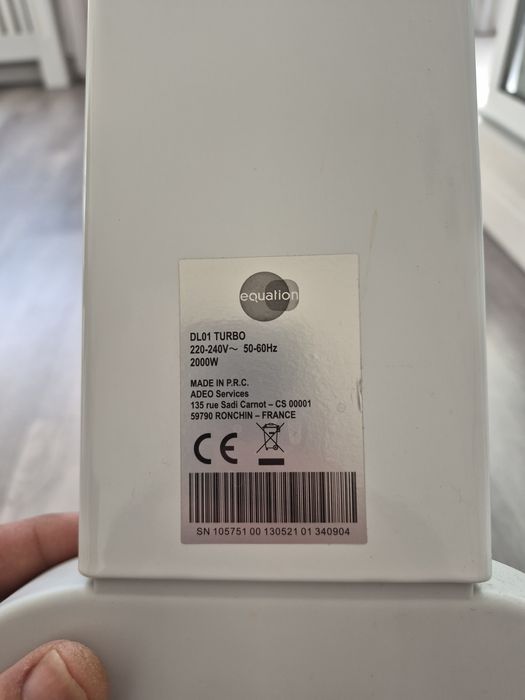 equation
DL01 TURBO
220-240V~ 50-60Hz
2000W
MADE IN P.R.C.
ADEO Services
135 rue Sadi Carnot – CS 00001
59790 RONCHIN – FRANCE
CE
SN 105751 00 130521 01 340904